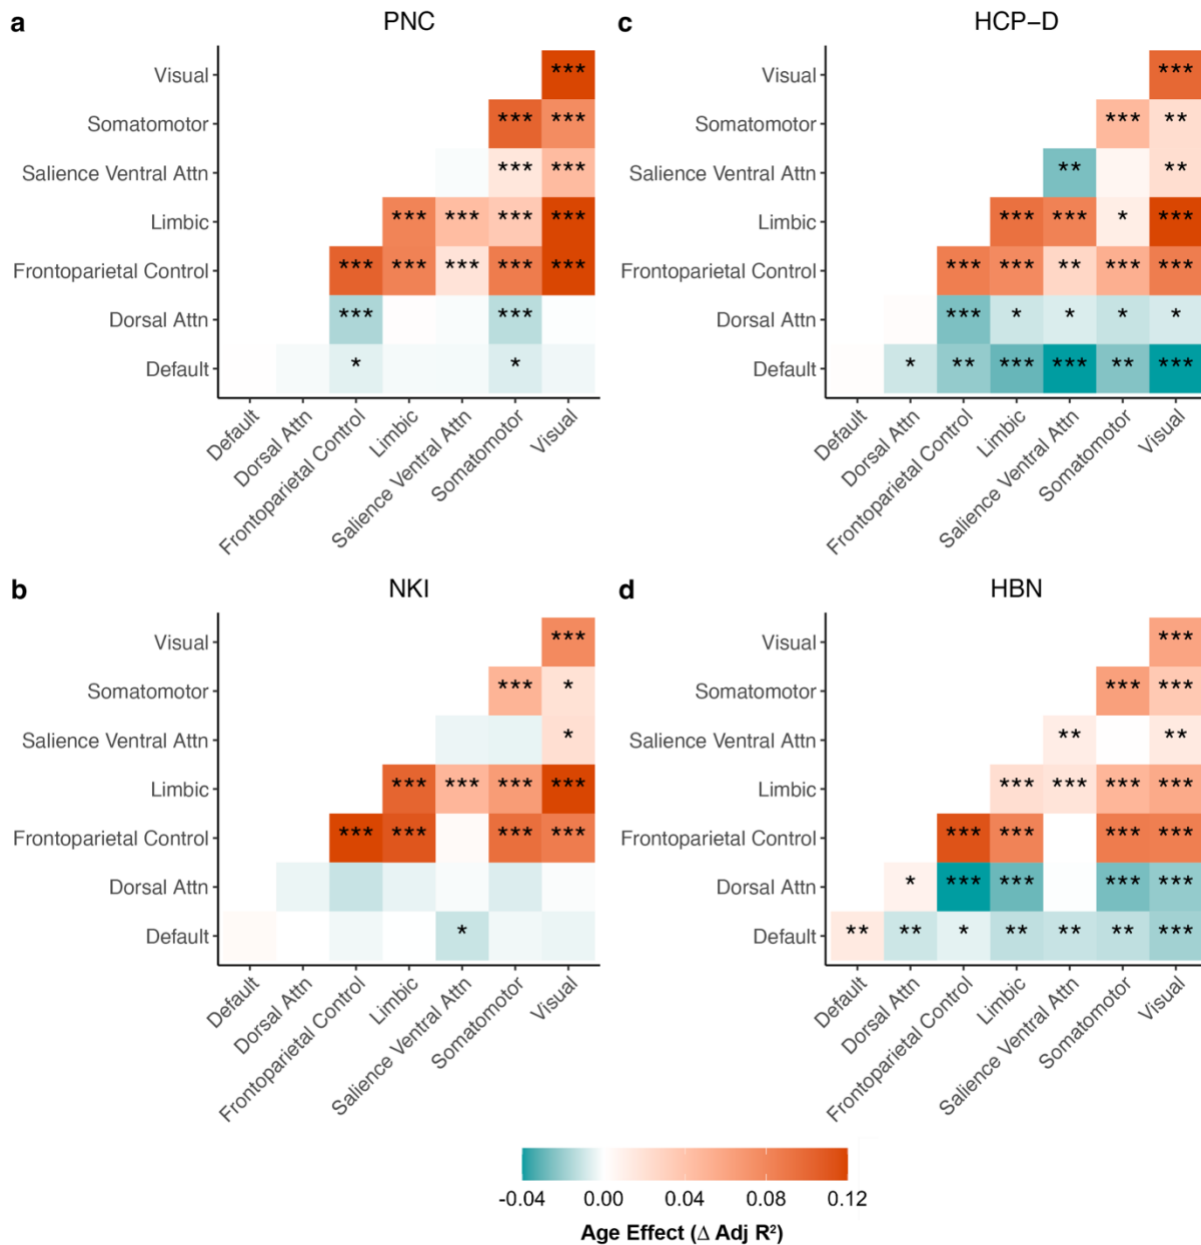 a
PNC
Visual
***
Somatomotor
*** ***
Salience Ventral Attn
*** ***
Limbic
*** *** *** ***
Frontoparietal Control
*** *** *** *** ***
Dorsal Attn
*** ***
Default
* *
Default
Dorsal Attn
Frontoparietal Control
Limbic
Salience Ventral Attn
Somatomotor
Visual
c
HCP–D
Visual
***
Somatomotor
*** **
Salience Ventral Attn
** **
Limbic
*** *** * ***
Frontoparietal Control
*** *** ** *** ***
Dorsal Attn
*** * * * *
Default
* ** *** *** ** ***
Default
Dorsal Attn
Frontoparietal Control
Limbic
Salience Ventral Attn
Somatomotor
Visual
b
NKI
Visual
***
Somatomotor
*** *
Salience Ventral Attn
*
Limbic
*** *** *** ***
Frontoparietal Control
*** *** *** ***
Dorsal Attn
Default
*
Default
Dorsal Attn
Frontoparietal Control
Limbic
Salience Ventral Attn
Somatomotor
Visual
d
HBN
Visual
***
Somatomotor
*** ***
Salience Ventral Attn
** **
Limbic
*** *** *** ***
Frontoparietal Control
*** *** *** ***
Dorsal Attn
* *** *** *** ***
Default
** ** * ** ** ** ***
Default
Dorsal Attn
Frontoparietal Control
Limbic
Salience Ventral Attn
Somatomotor
Visual
-0.04 0.00 0.04 0.08 0.12
Age Effect (Δ Adj R²)